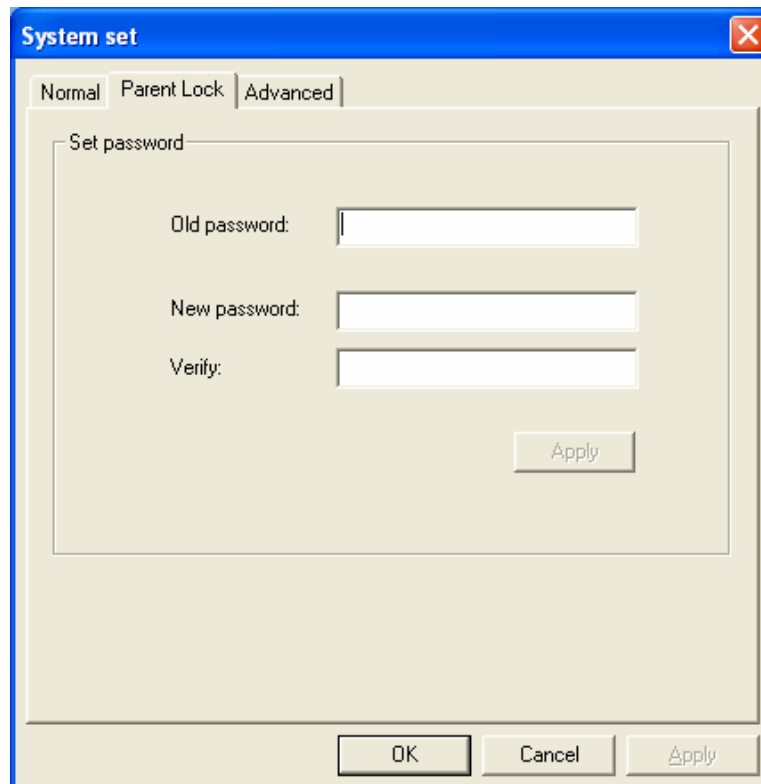 System set
Normal Parent Lock Advanced
Set password
Old password:
New password:
Verify:
Apply
OK Cancel Apply